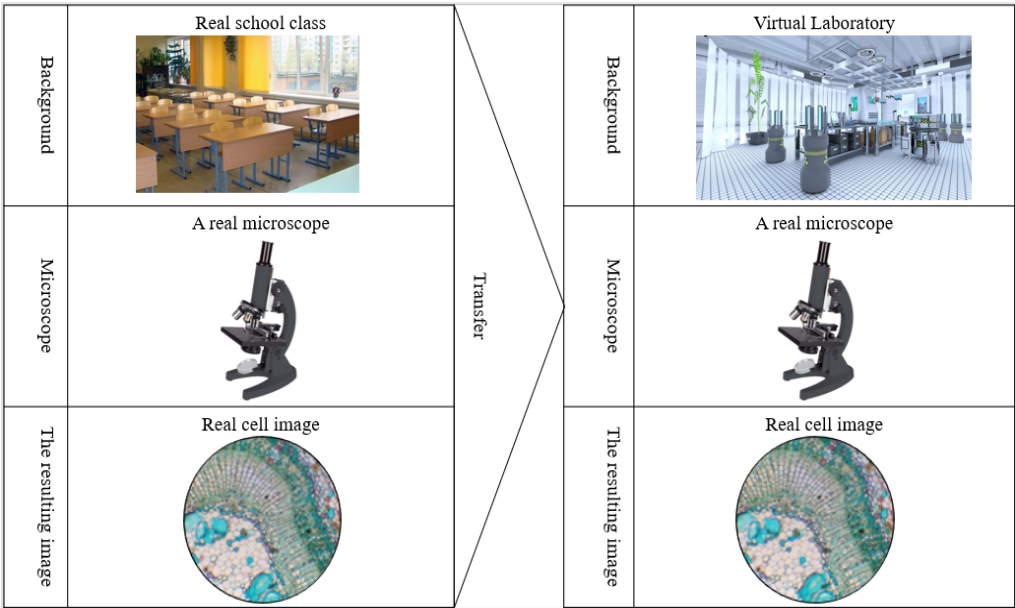 Background
Real school class
Microscope
A real microscope
The resulting image
Real cell image
Transfer
Background
Virtual Laboratory
Microscope
A real microscope
The resulting image
Real cell image